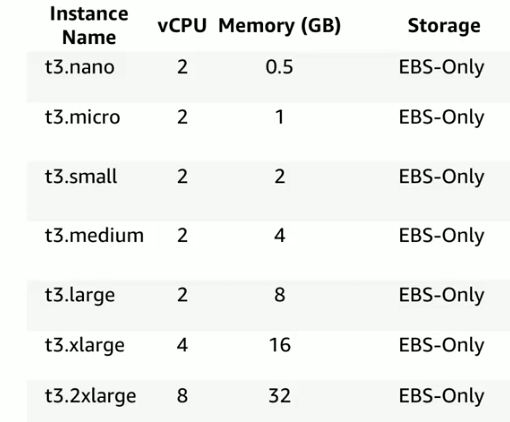 Instance Name vCPU Memory (GB) Storage
t3.nano 2 0.5 EBS-Only
t3.micro 2 1 EBS-Only
t3.small 2 2 EBS-Only
t3.medium 2 4 EBS-Only
t3.large 2 8 EBS-Only
t3.xlarge 4 16 EBS-Only
t3.2xlarge 8 32 EBS-Only